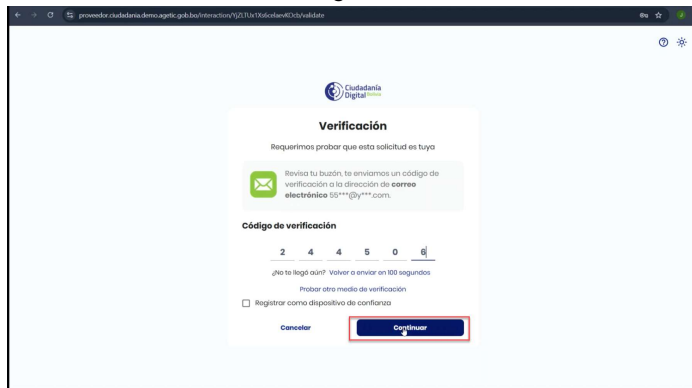 proveedor.ciudadania.demo.agetic.gob.bo/interaction/YjZLTUx1Xs6celaevKDcb/validate
Ciudadanía
Digital Bolivia
Verificación
Requerimos probar que esta solicitud es tuya
Revisa tu buzón, te enviamos un código de
verificación a la dirección de correo
electrónico 55***@y***.com.
Código de verificación
2 4 4 5 0 6
¿No te llegó aún? Volver a enviar en 100 segundos
Probar otro medio de verificación
Registrar como dispositivo de confianza
Cancelar Continuar